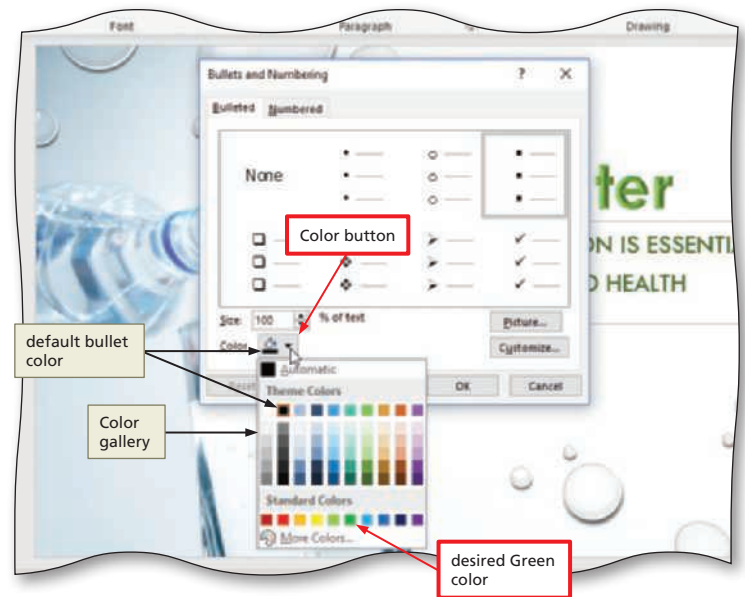 Font
Paragraph
Drawing
Bullets and Numbering
?
Bulleted
Numbered
None
Color button
ter
ON IS ESSENTI
D HEALTH
Size:
100
% of text
Picture...
default bullet
color
Color
Customize...
Automatic
Reset
OK
Cancel
Theme Colors
Color
gallery
Standard Colors
More Colors...
desired Green
color